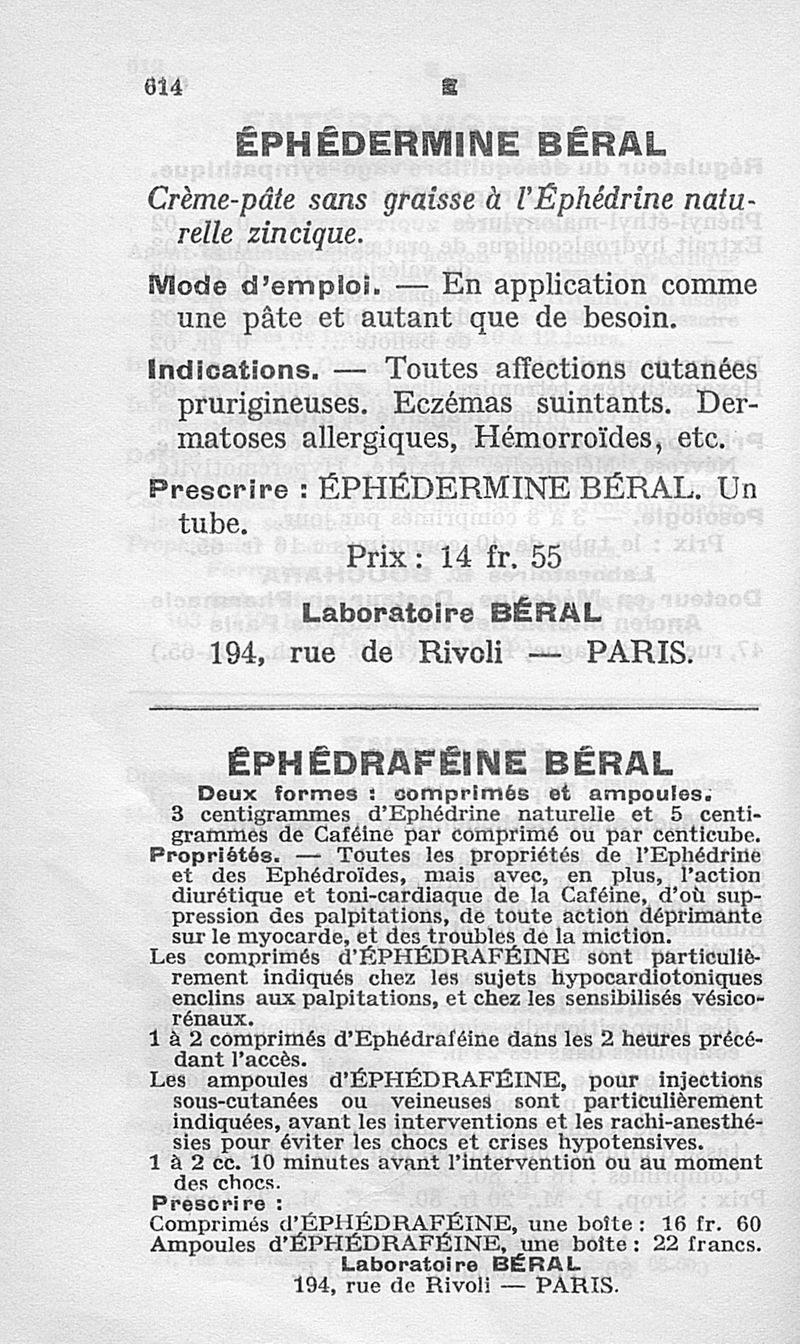 614
E
ÉPHÉDERMINE BÉRAL
Crème-pâte sans graisse à l'Éphédrine natu-
relle zincique.
Mode d'emploi. — En application comme
une pâte et autant que de besoin.
Indications. — Toutes affections cutanées
prurigineuses. Eczémas suintants. Der-
matoses allergiques, Hémorroïdes, etc.
Prescrire : ÉPHÉDERMINE BÉRAL. Un
tube.
Prix : 14 fr. 55
Laboratoire BÉRAL
194, rue de Rivoli — PARIS.
ÉPHÉDRAFÉINE BÉRAL
Deux formes : comprimés et ampoules.
3 centigrammes d'Ephédrine naturelle et 5 centi-
grammes de Caféine par comprimé ou par centicube.
Propriétés. — Toutes les propriétés de l'Ephédrine
et des Ephédroïdes, mais avec, en plus, l'action
diurétique et toni-cardiaque de la Caféine, d'où sup-
pression des palpitations, de toute action déprimante
sur le myocarde, et des troubles de la miction.
Les comprimés d'ÉPHÉDRAFÉINE sont particuliè-
rement indiqués chez les sujets hypocardiotoniques
enclins aux palpitations, et chez les sensibilisés vésico-
rénaux.
1 à 2 comprimés d'Ephédraféine dans les 2 heures précé-
dant l'accès.
Les ampoules d'ÉPHÉDRAFÉINE, pour injections
sous-cutanées ou veineuses sont particulièrement
indiquées, avant les interventions et les rachi-anesthé-
sies pour éviter les chocs et crises hypotensives.
1 à 2 cc. 10 minutes avant l'intervention ou au moment
des chocs.
Prescrire :
Comprimés d'ÉPHÉDRAFÉINE, une boîte : 16 fr. 60
Ampoules d'ÉPHÉDRAFÉINE, une boîte : 22 francs.
Laboratoire BÉRAL
194, rue de Rivoli — PARIS.